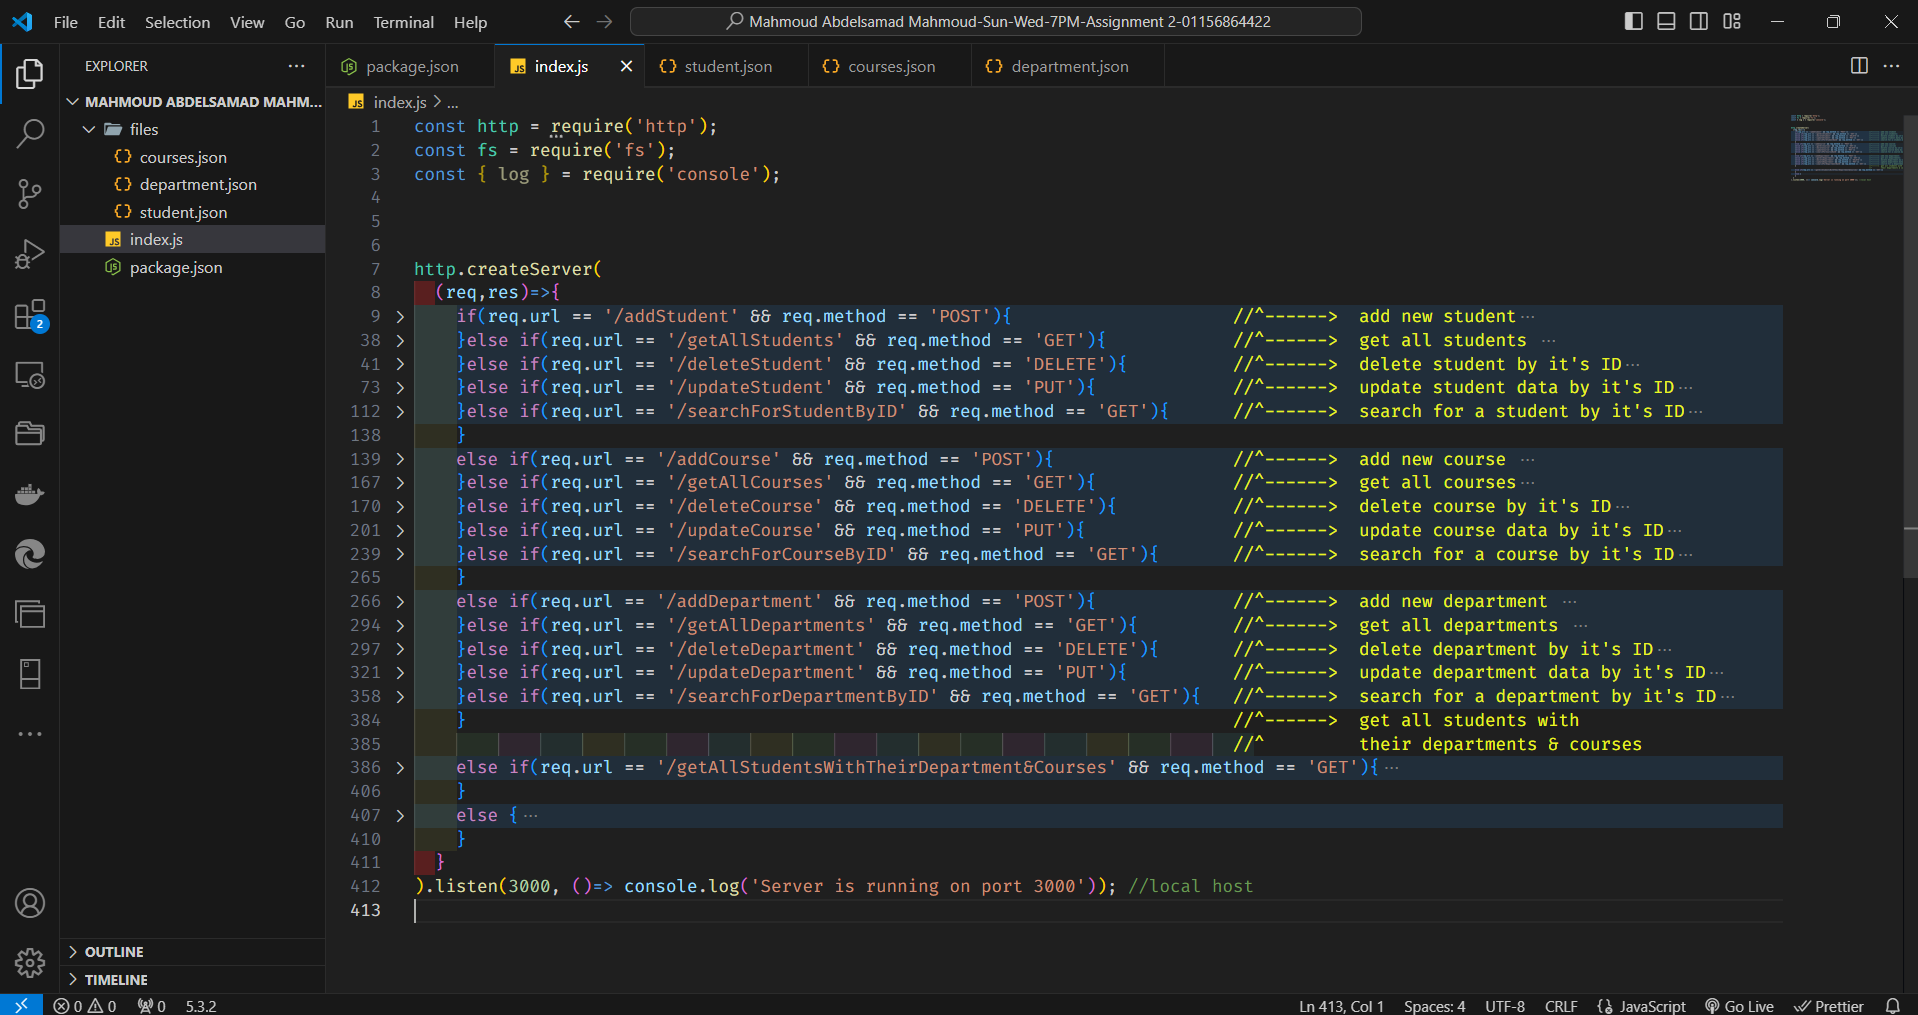 File Edit Selection View Go Run Terminal Help
Mahmoud Abdelsamad Mahmoud-Sun-Wed-7PM-Assignment 2-01156864422
EXPLORER
MAHMOUD ABDELSAMAD MAHM...
files
courses.json
department.json
student.json
index.js
package.json
OUTLINE
TIMELINE
2
package.json index.js student.json courses.json department.json
index.js > ...
1 const http = require('http');
2 const fs = require('fs');
3 const { log } = require('console');
4
5
6
7 http.createServer(
8 (req,res)=>{
9 if(req.url == '/addStudent' && req.method == 'POST'){ //^------> add new student ...
38 }else if(req.url == '/getAllStudents' && req.method == 'GET'){ //^------> get all students ...
41 }else if(req.url == '/deleteStudent' && req.method == 'DELETE'){ //^------> delete student by it's ID ...
73 }else if(req.url == '/updateStudent' && req.method == 'PUT'){ //^------> update student data by it's ID ...
112 }else if(req.url == '/searchForStudentByID' && req.method == 'GET'){ //^------> search for a student by it's ID ...
138 }
139 else if(req.url == '/addCourse' && req.method == 'POST'){ //^------> add new course ...
167 }else if(req.url == '/getAllCourses' && req.method == 'GET'){ //^------> get all courses ...
170 }else if(req.url == '/deleteCourse' && req.method == 'DELETE'){ //^------> delete course by it's ID ...
201 }else if(req.url == '/updateCourse' && req.method == 'PUT'){ //^------> update course data by it's ID ...
239 }else if(req.url == '/searchForCourseByID' && req.method == 'GET'){ //^------> search for a course by it's ID ...
265 }
266 else if(req.url == '/addDepartment' && req.method == 'POST'){ //^------> add new department ...
294 }else if(req.url == '/getAllDepartments' && req.method == 'GET'){ //^------> get all departments ...
297 }else if(req.url == '/deleteDepartment' && req.method == 'DELETE'){ //^------> delete department by it's ID ...
321 }else if(req.url == '/updateDepartment' && req.method == 'PUT'){ //^------> update department data by it's ID ...
358 }else if(req.url == '/searchForDepartmentByID' && req.method == 'GET'){ //^------> search for a department by it's ID ...
384 } //^------> get all students with
385 //^ their departments & courses
386 else if(req.url == '/getAllStudentsWithTheirDepartment&Courses' && req.method == 'GET'){ ...
406 }
407 else { ...
410 }
411 }
412 ).listen(3000, ()=> console.log('Server is running on port 3000')); //local host
413
0 0 0 5.3.2 Ln 413, Col 1 Spaces: 4 UTF-8 CRLF {} JavaScript Go Live Prettier